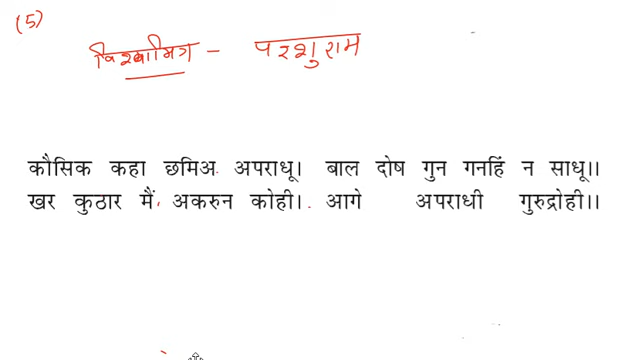 (5)
विश्वामित्र - परशुराम
कौसिक कहा छमिअ अपराधू। बाल दोष गुन गनहिं न साधू।।
खर कुठार मैं अकरुन कोही। आगे अपराधी गुरुद्रोही।।